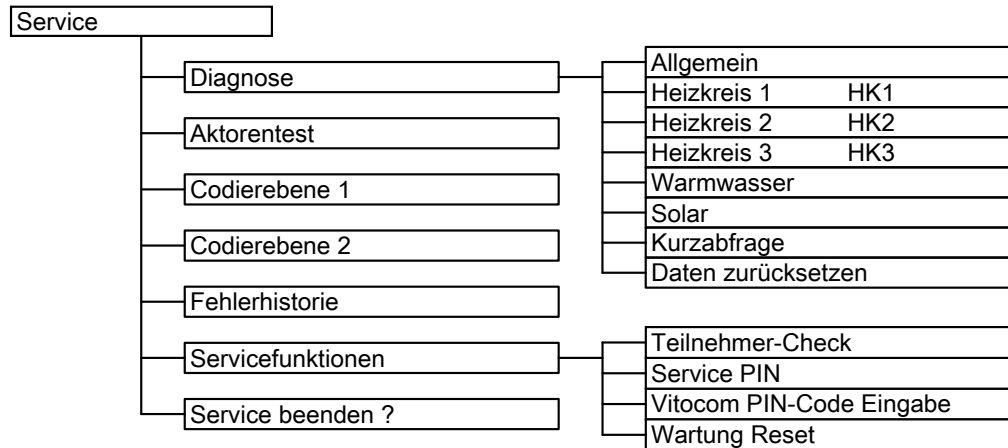 Service
Diagnose
Aktorentest
Codierebene 1
Codierebene 2
Fehlerhistorie
Servicefunktionen
Service beenden ?
Allgemein
Heizkreis 1 HK1
Heizkreis 2 HK2
Heizkreis 3 HK3
Warmwasser
Solar
Kurzabfrage
Daten zurücksetzen
Teilnehmer-Check
Service PIN
Vitocom PIN-Code Eingabe
Wartung Reset